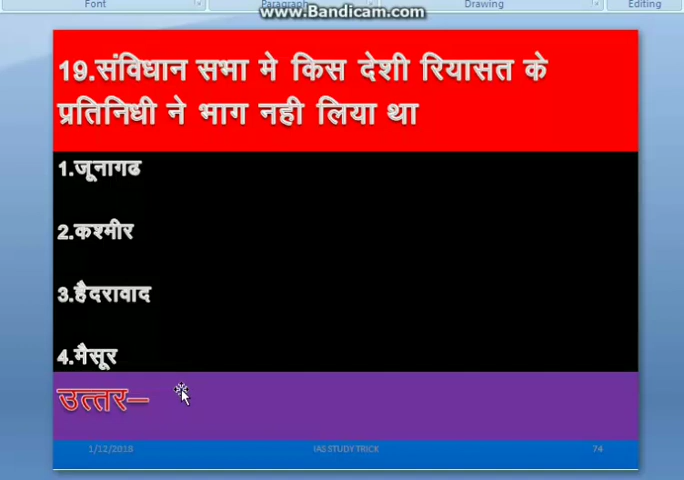 Font Paragraph Drawing Editing
www.Bandicam.com
19.संविधान सभा मे किस देशी रियासत के
प्रतिनिधी ने भाग नही लिया था
1.जूनागढ
2.कश्मीर
3.हैदरावाद
4.मैसूर
उत्तर–
1/12/2018 IAS STUDY TRICK 74